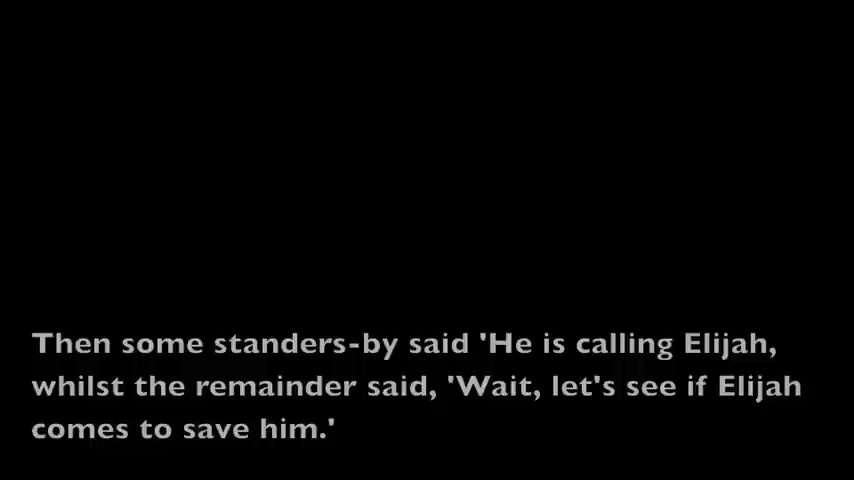 Then some standers-by said 'He is calling Elijah,
whilst the remainder said, 'Wait, let's see if Elijah
comes to save him.'